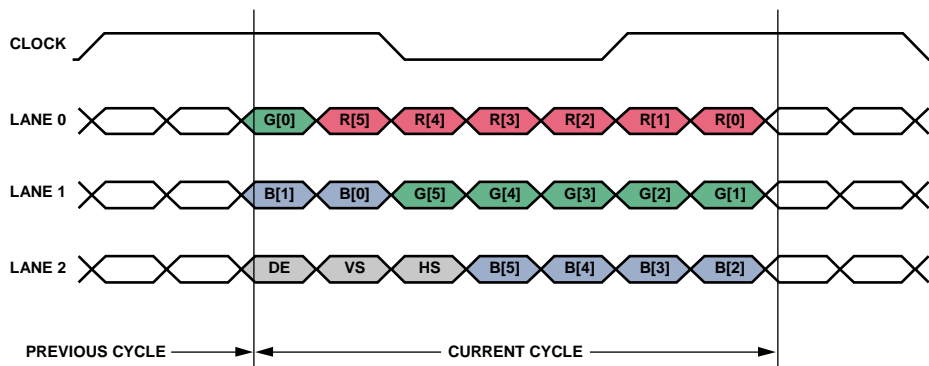 CLOCK
LANE 0 G[0] R[5] R[4] R[3] R[2] R[1] R[0]
LANE 1 B[1] B[0] G[5] G[4] G[3] G[2] G[1]
LANE 2 DE VS HS B[5] B[4] B[3] B[2]
PREVIOUS CYCLE CURRENT CYCLE